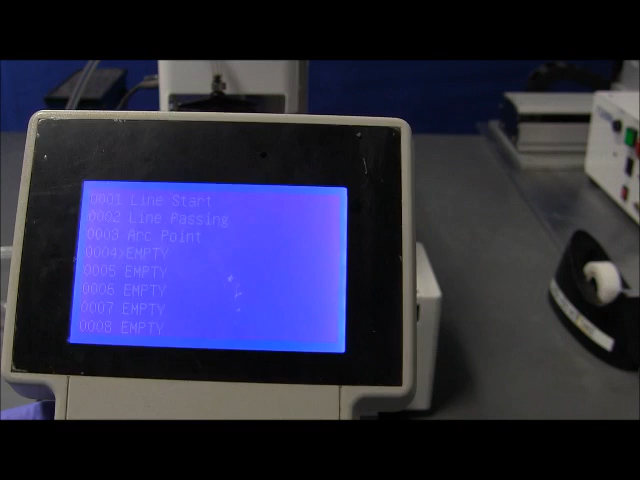 0001 Line Start
0002 Line Passing
0003 Arc Point
0004>EMPTY
0005 EMPTY
0006 EMPTY
0007 EMPTY
0008 EMPTY